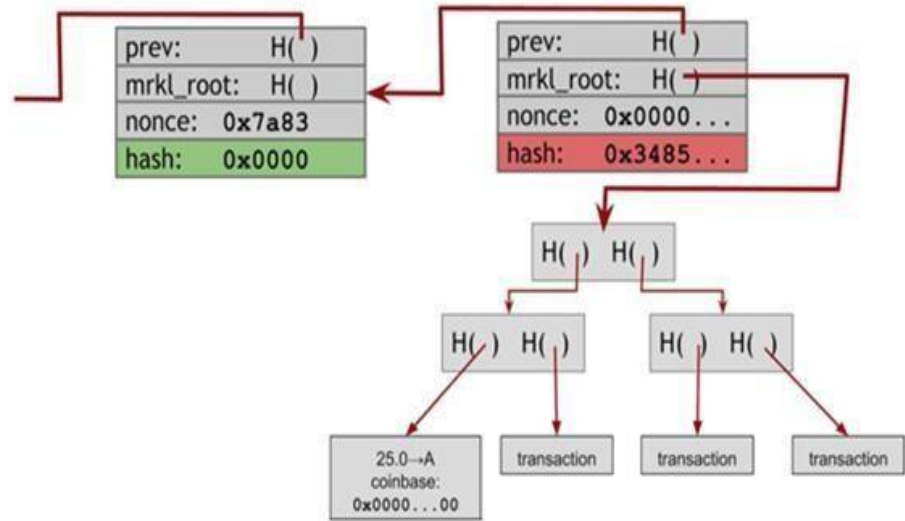 prev: H( )
mrkl_root: H( )
nonce: 0x7a83
hash: 0x0000
prev: H( )
mrkl_root: H( )
nonce: 0x0000...
hash: 0x3485...
H( ) H( )
H( ) H( )
H( ) H( )
25.0→A
coinbase:
0x0000...00
transaction
transaction
transaction